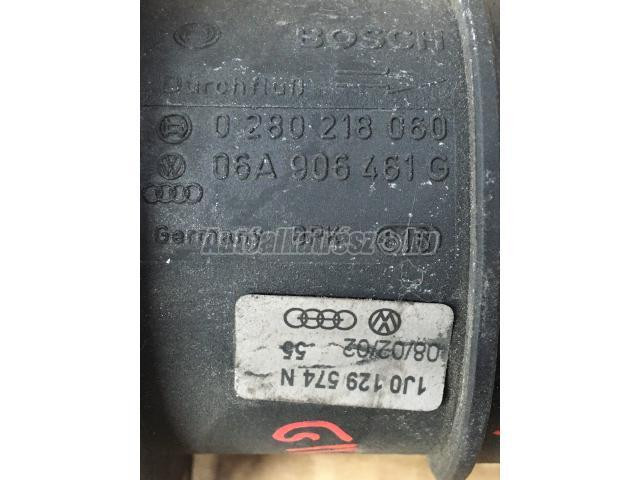 BOSCH
Durchfluß
0 280 218 060
06A 906 461 G
Germany
1J0 129 574 N
55
08/02/02